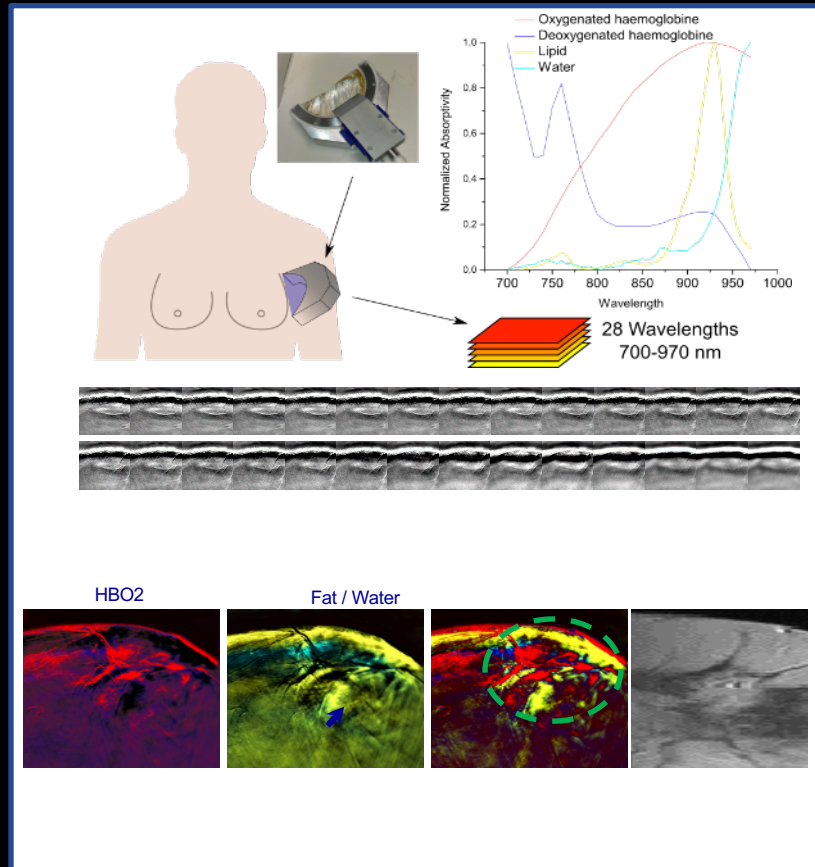 Oxygenated haemoglobine
Deoxygenated haemoglobine
Lipid
Water
1,0
0,8
0,6
0,4
0,2
0,0
Normalized Absorptivity
700 750 800 850 900 925 1000
Wavelength
28 Wavelengths
700-970 nm
HBO2
Fat / Water